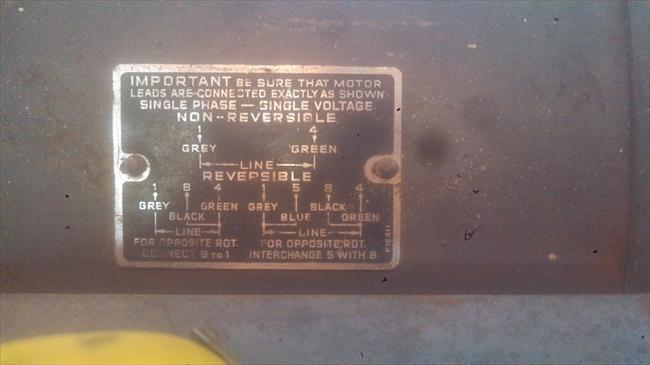 IMPORTANT BE SURE THAT MOTOR
LEADS ARE CONNECTED EXACTLY AS SHOWN
SINGLE PHASE — SINGLE VOLTAGE
NON-REVERSIBLE
1 4
GREY GREEN
LINE
REVERSIBLE
1 8 4 1 5 8 4
GREY GREEN GREY BLACK
BLACK BLUE GREEN
LINE LINE
FOR OPPOSITE ROT. FOR OPPOSITE ROT.
CONNECT 8 TO 1 INTERCHANGE 5 WITH 8